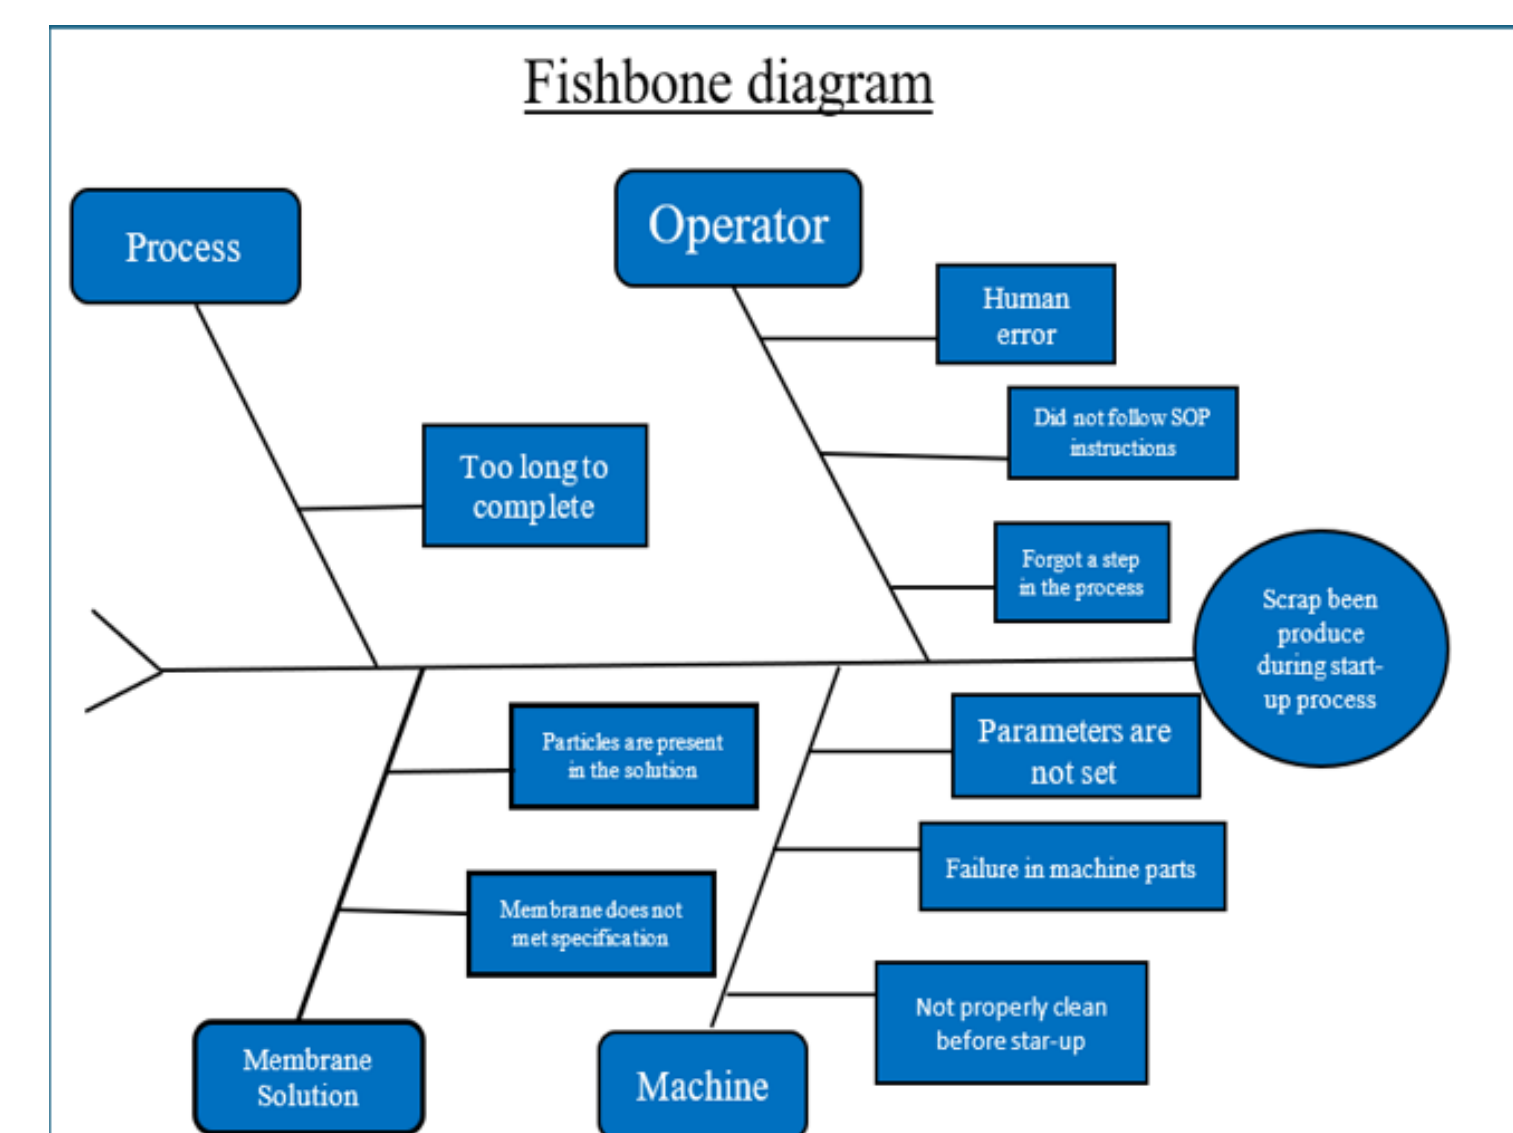 Fishbone diagram
Process
Operator
Human
error
Did not follow SOP
instructions
Too long to
complete
Forgot a step
in the process
Scrap been
produce
during start-
up process
Particles are present
in the solution
Parameters are
not set
Membrane does not
met specification
Failure in machine parts
Not properly clean
before star-up
Membrane
Solution
Machine